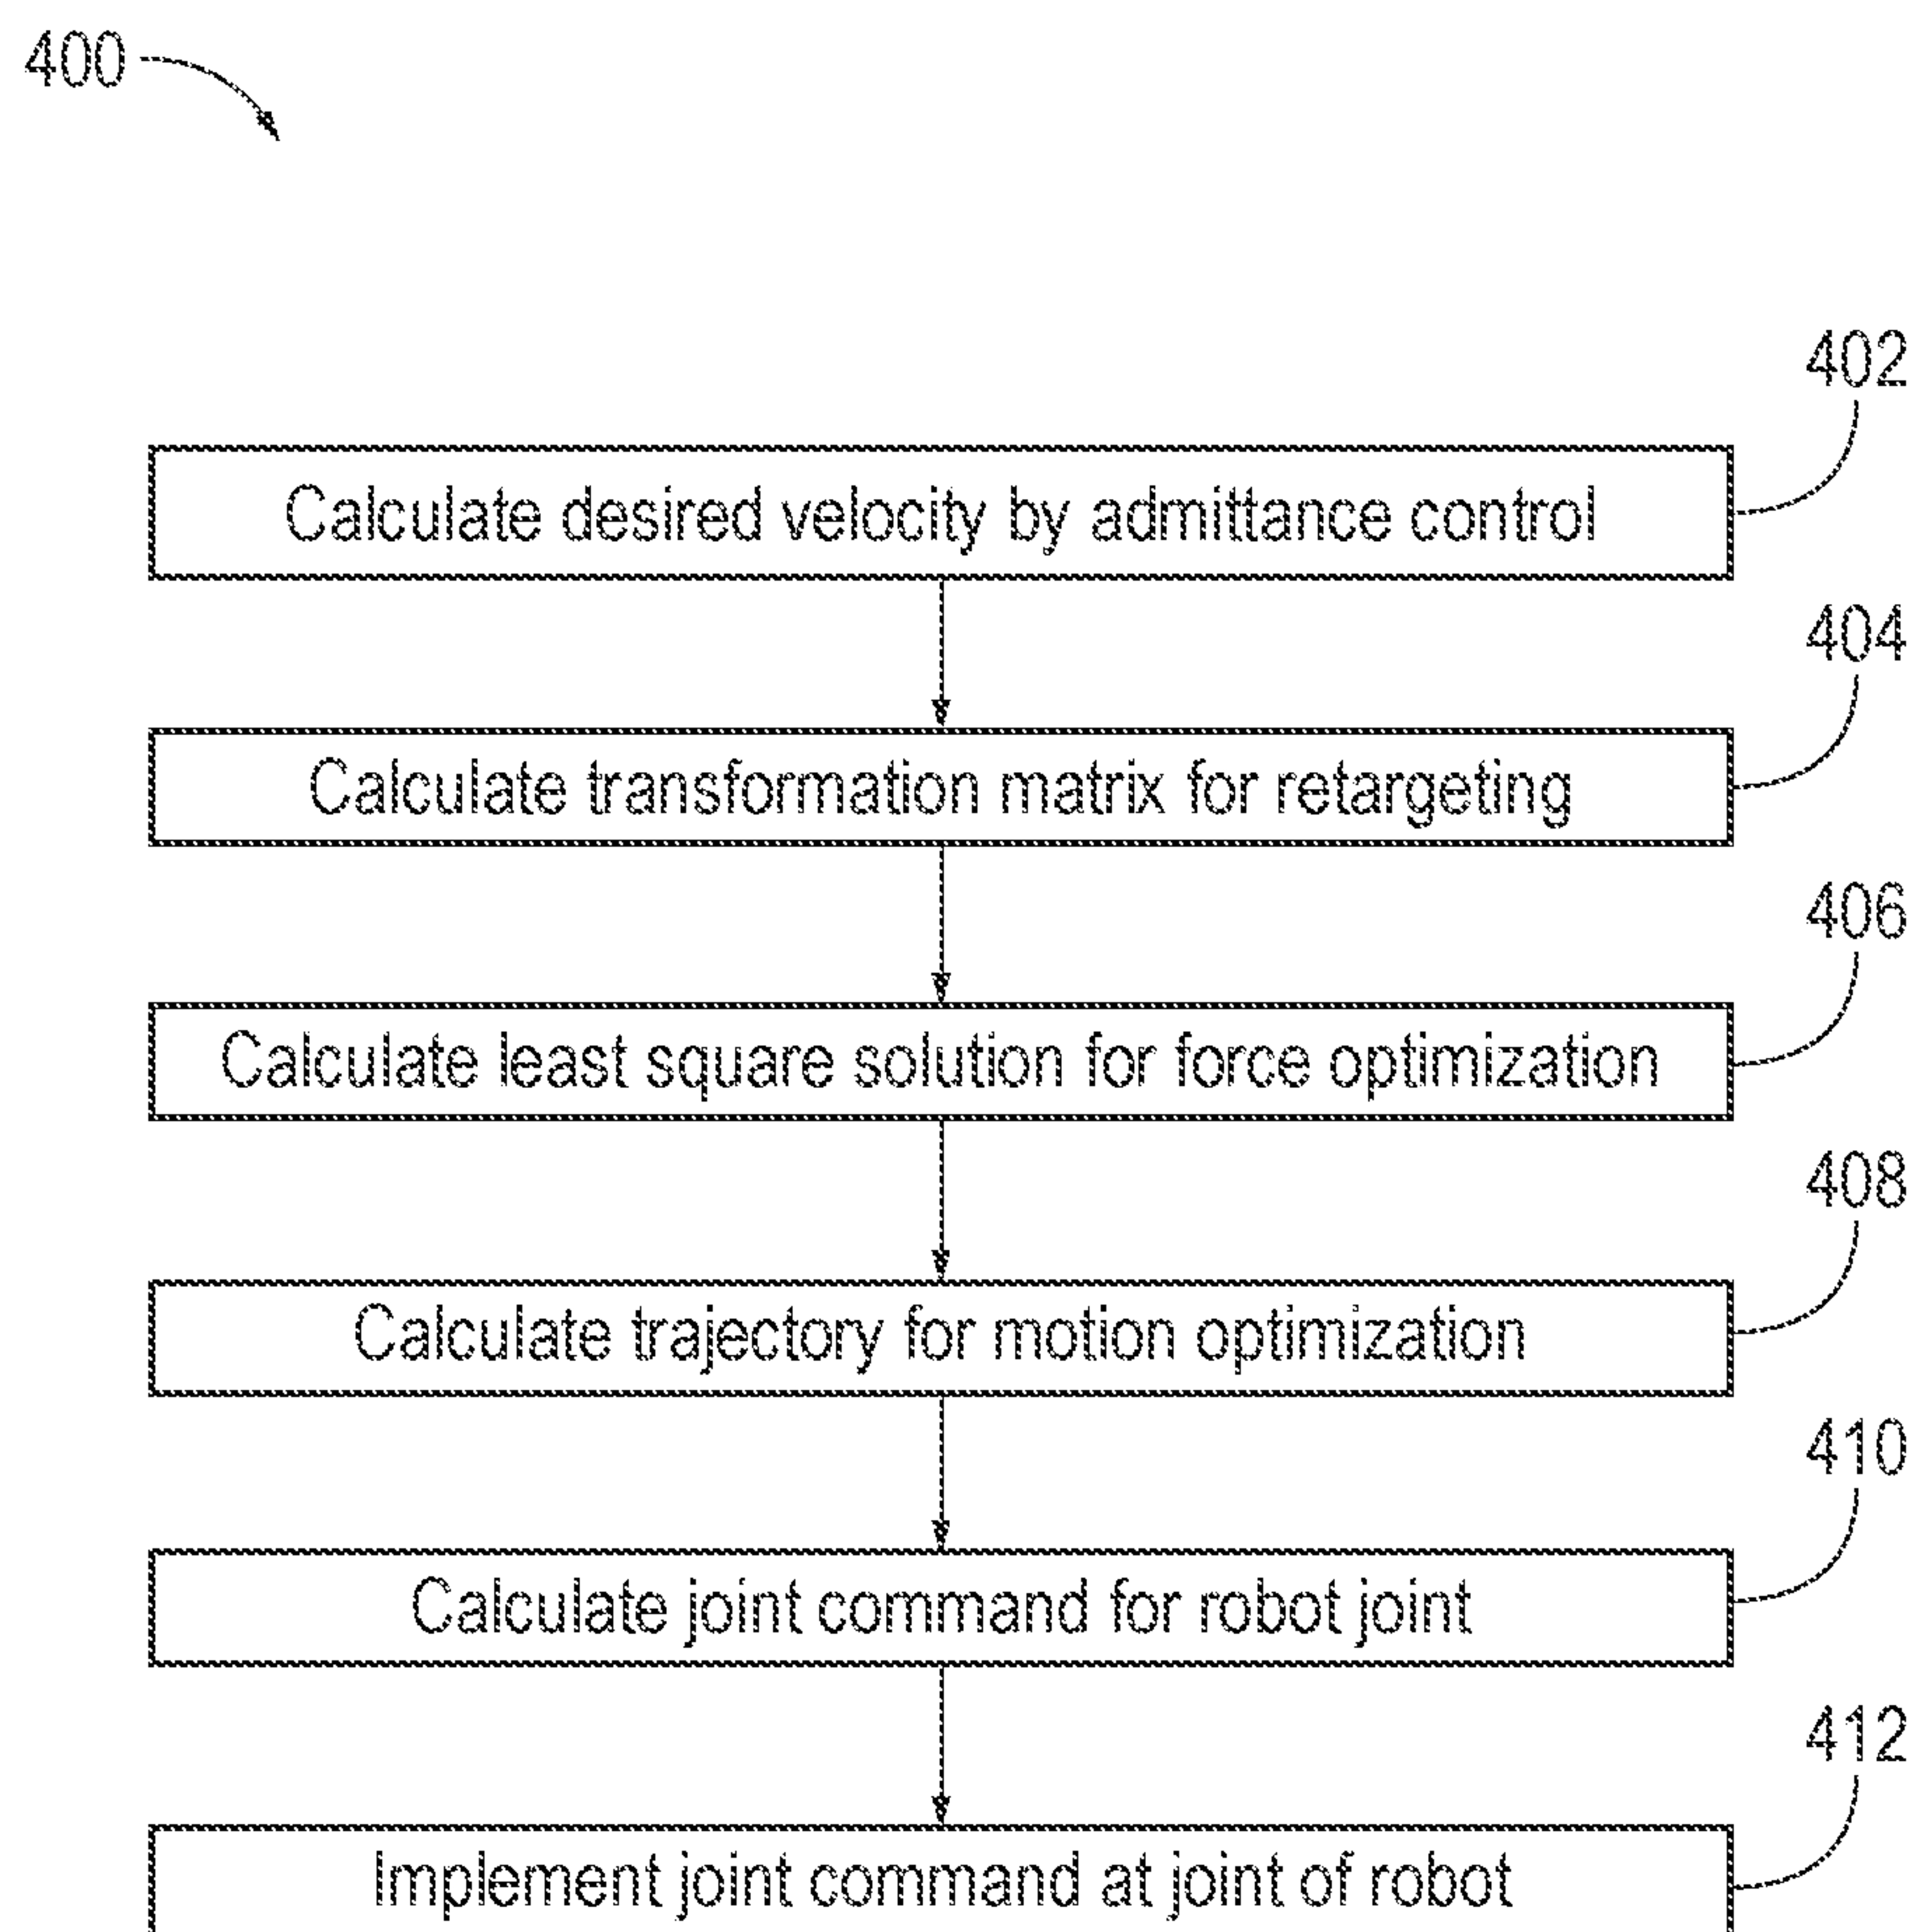 400
402
Calculate desired velocity by admittance control
404
Calculate transformation matrix for retargeting
406
Calculate least square solution for force optimization
408
Calculate trajectory for motion optimization
410
Calculate joint command for robot joint
412
Implement joint command at joint of robot